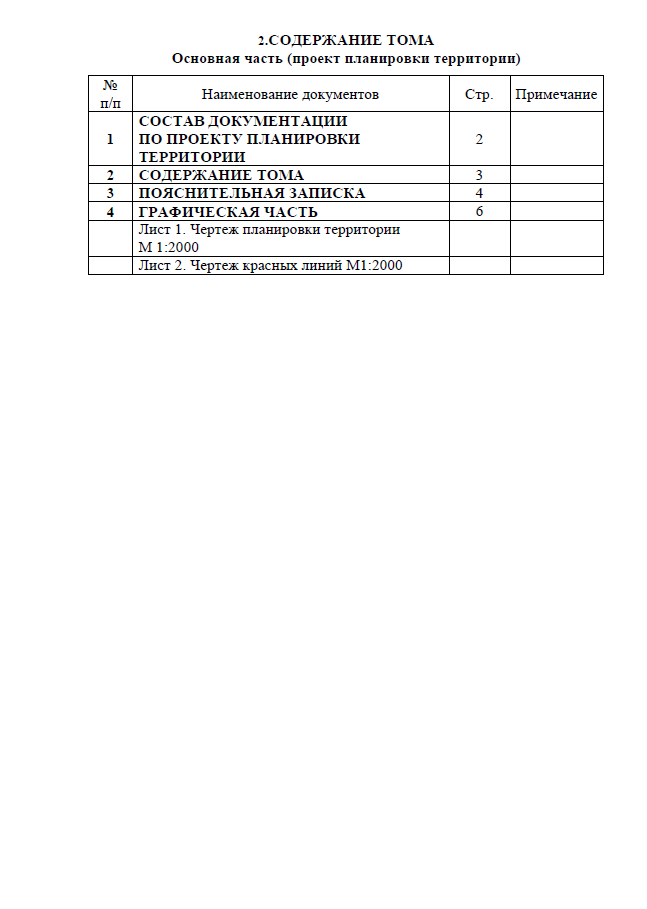 2.СОДЕРЖАНИЕ ТОМА
Основная часть (проект планировки территории)
№ п/п Наименование документов Стр. Примечание
1 СОСТАВ ДОКУМЕНТАЦИИ
ПО ПРОЕКТУ ПЛАНИРОВКИ
ТЕРРИТОРИИ 2
2 СОДЕРЖАНИЕ ТОМА 3
3 ПОЯСНИТЕЛЬНАЯ ЗАПИСКА 4
4 ГРАФИЧЕСКАЯ ЧАСТЬ 6
Лист 1. Чертеж планировки территории
М 1:2000
Лист 2. Чертеж красных линий М1:2000